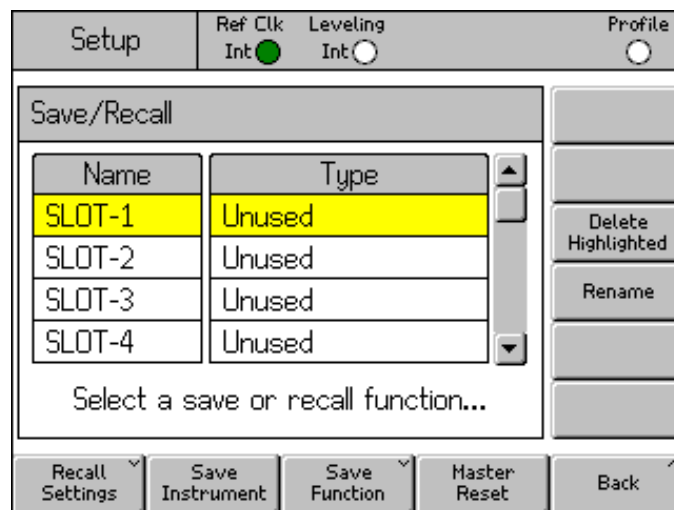 Setup
Ref Clk
Int
Leveling
Int
Profile
Save/Recall
Name Type
SLOT-1 Unused
SLOT-2 Unused
SLOT-3 Unused
SLOT-4 Unused
Select a save or recall function...
Delete
Highlighted
Rename
Recall
Settings
Save
Instrument
Save
Function
Master
Reset
Back